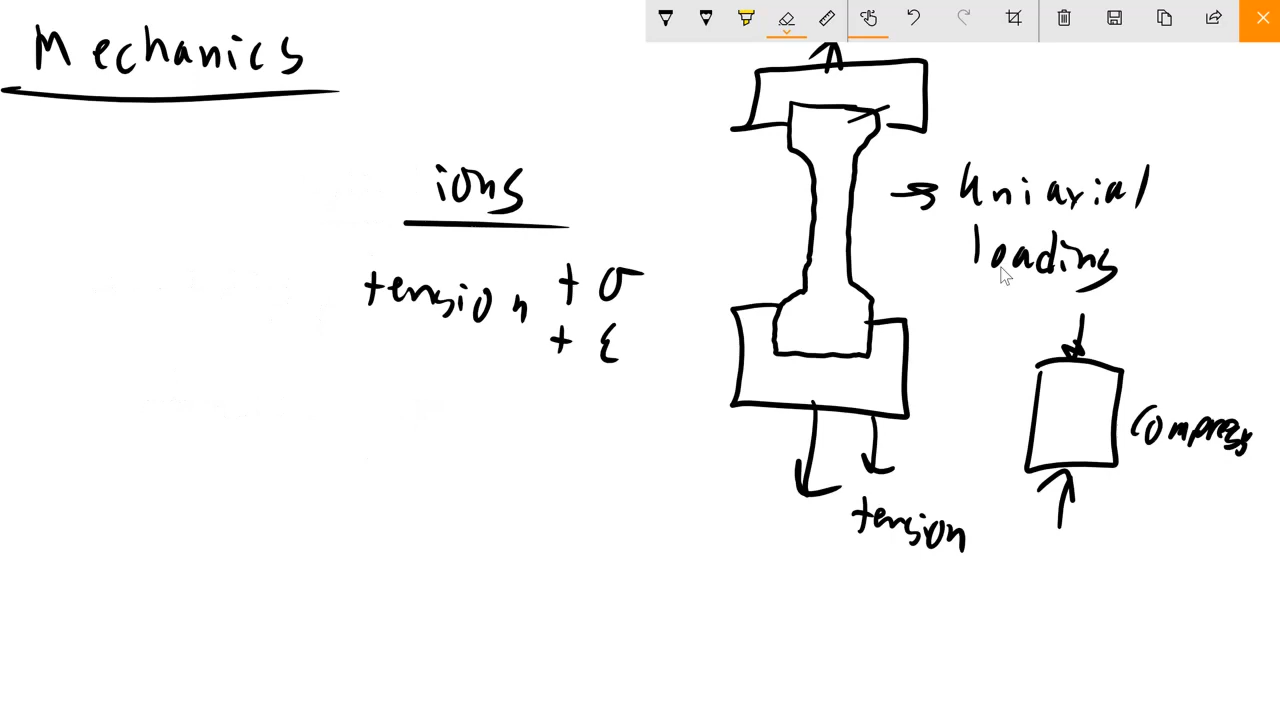 Mechanics
ions
tension + σ
+ ε
→ Uniaxial
loading
compress
tension